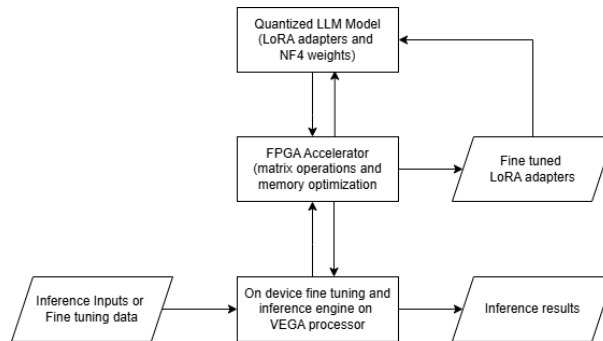 Quantized LLM Model
(LoRA adapters and
NF4 weights)
FPGA Accelerator
(matrix operations and
memory optimization
Fine tuned
LoRA adapters
Inference Inputs or
Fine tuning data
On device fine tuning and
inference engine on
VEGA processor
Inference results